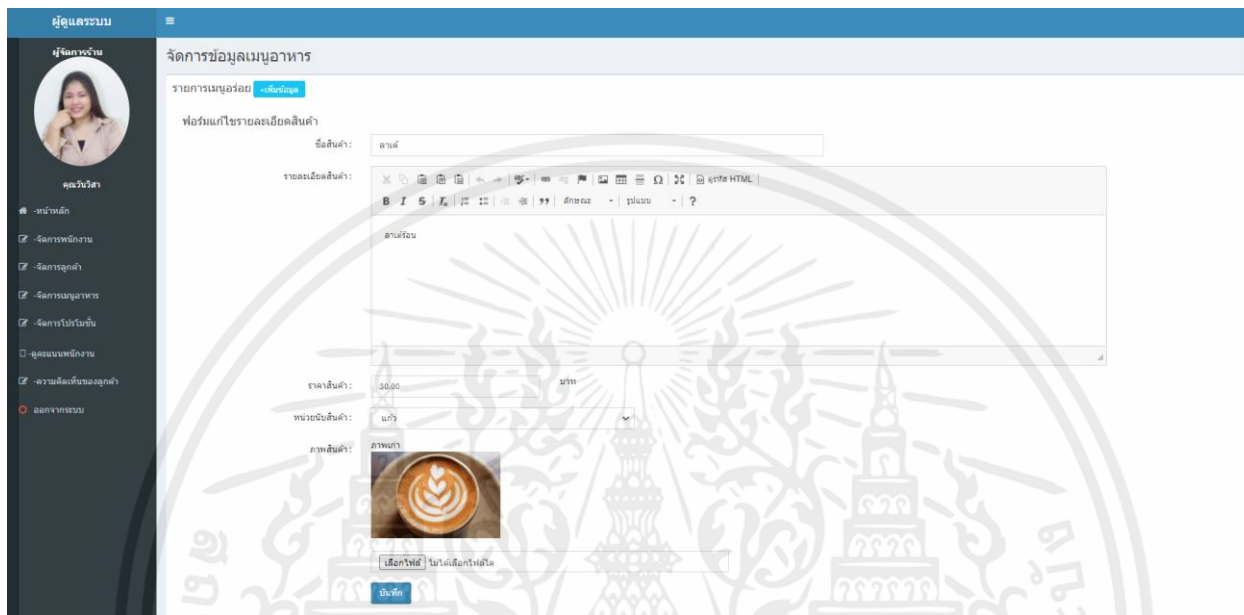 ผู้ดูแลระบบ
ผู้จัดการร้าน
คุณวันวิสา
-หน้าหลัก
-จัดการพนักงาน
-จัดการลูกค้า
-จัดการเมนูอาหาร
-จัดการโปรโมชั่น
-ดูคะแนนพนักงาน
-ความคิดเห็นของลูกค้า
ออกจากระบบ
จัดการข้อมูลเมนูอาหาร
รายการเมนูอร่อย +เพิ่มข้อมูล
ฟอร์มแก้ไขรายละเอียดสินค้า
ชื่อสินค้า : ลาเต้
รายละเอียดสินค้า :
ดูรหัส HTML
B I S Ix ลักษณะ รูปแบบ ?
ลาเต้ร้อน
ราคาสินค้า : 30.00 บาท
หน่วยนับสินค้า : แก้ว
ภาพสินค้า : ภาพเก่า
เลือกไฟล์ ไม่ได้เลือกไฟล์ใด
บันทึก